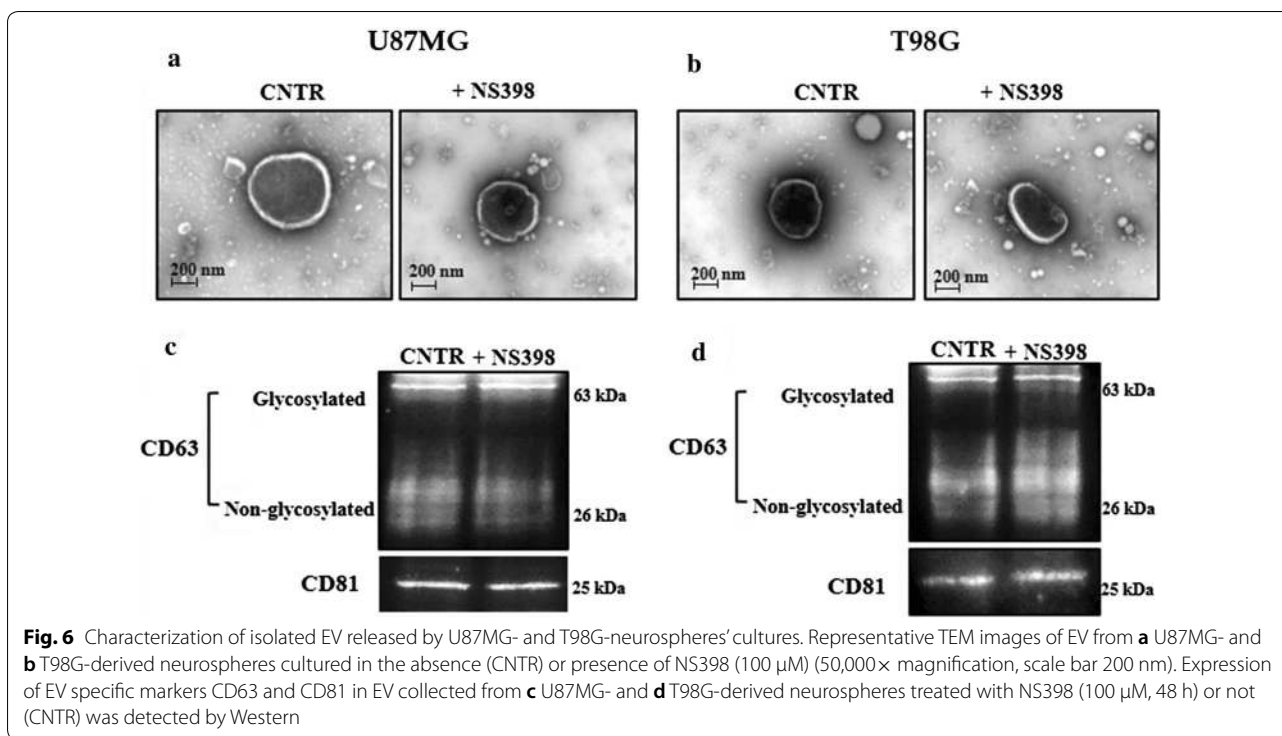 U87MG
T98G
a
b
CNTR
+ NS398
CNTR
+ NS398
200 nm
200 nm
200 nm
200 nm
c
d
CNTR + NS398
CNTR + NS398
Glycosylated
63 kDa
Glycosylated
63 kDa
CD63
CD63
Non-glycosylated
26 kDa
Non-glycosylated
26 kDa
CD81
25 kDa
CD81
25 kDa
Fig. 6 Characterization of isolated EV released by U87MG- and T98G-neurospheres’ cultures. Representative TEM images of EV from a U87MG- and
b T98G-derived neurospheres cultured in the absence (CNTR) or presence of NS398 (100 μM) (50,000× magnification, scale bar 200 nm). Expression
of EV specific markers CD63 and CD81 in EV collected from c U87MG- and d T98G-derived neurospheres treated with NS398 (100 μM, 48 h) or not
(CNTR) was detected by Western